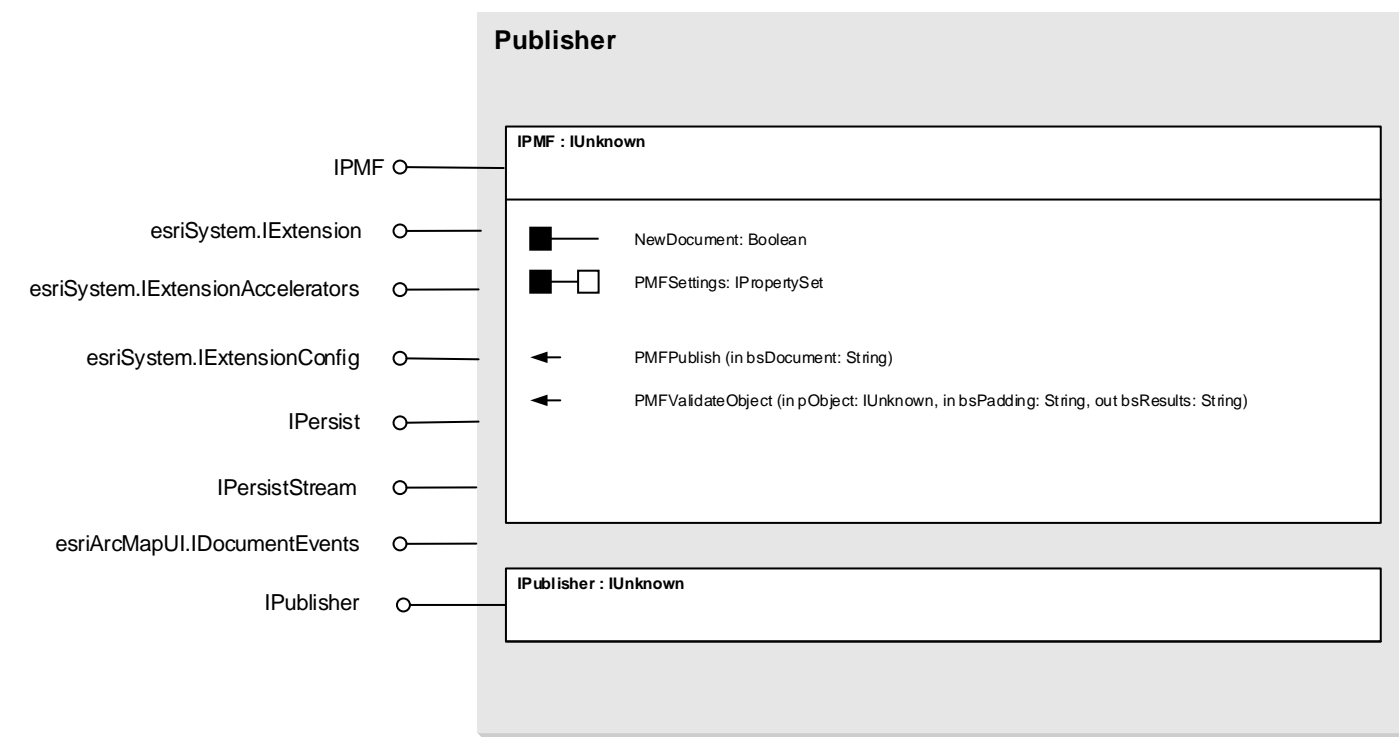 Publisher
IPMF : IUnknown
IPMF
esriSystem.IExtension
NewDocument: Boolean
esriSystem.IExtensionAccelerators
PMFSettings: IPropertySet
esriSystem.IExtensionConfig
PMFPublish (in bsDocument: String)
PMFValidateObject (in pObject: IUnknown, in bsPadding: String, out bsResults: String)
IPersist
IPersistStream
esriArcMapUI.IDocumentEvents
IPublisher : IUnknown
IPublisher